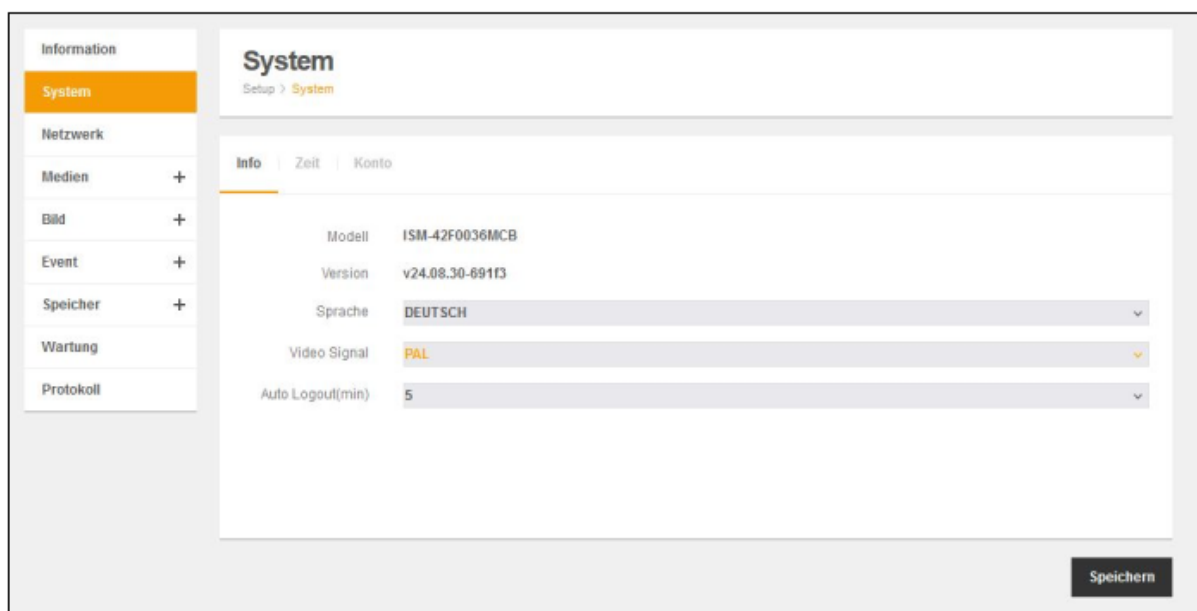 Information
System
Netzwerk
Medien +
Bild +
Event +
Speicher +
Wartung
Protokoll
System
Setup > System
Info | Zeit | Konto
Modell ISM-42F0036MCB
Version v24.08.30-691f3
Sprache DEUTSCH
Video Signal PAL
Auto Logout(min) 5
Speichern